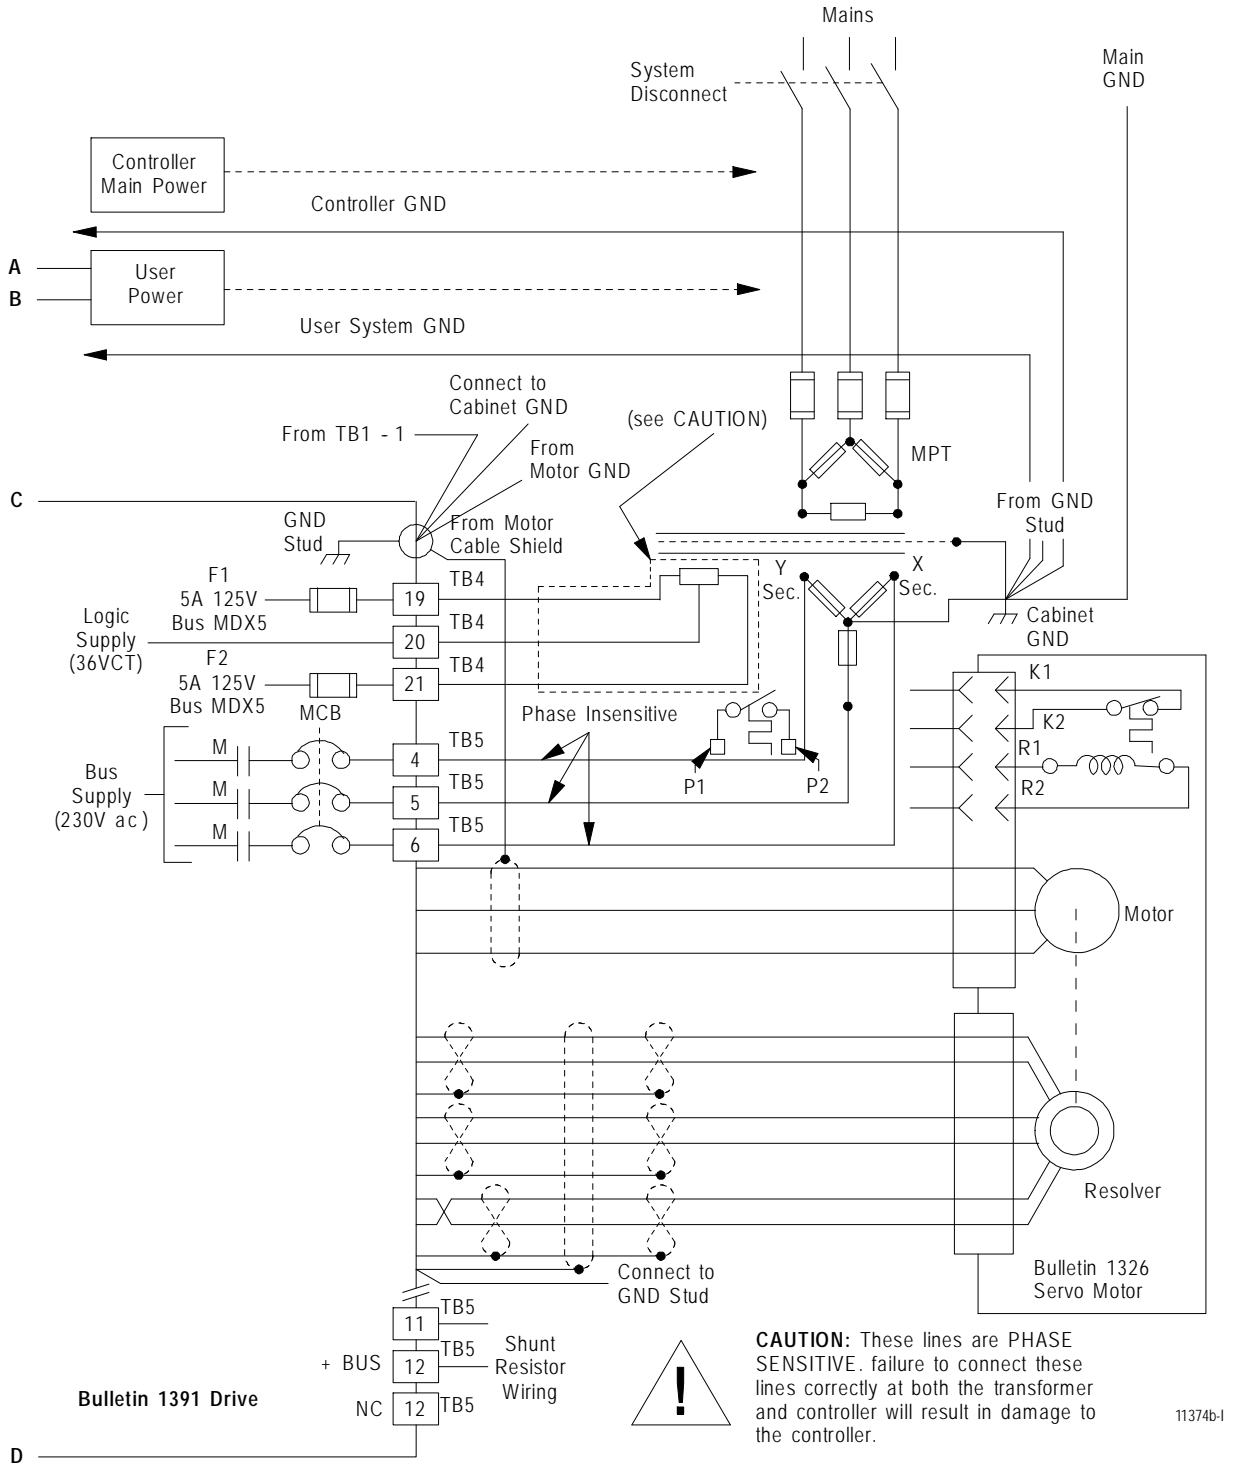 Mains
System
Disconnect
Main
GND
Controller
Main Power
Controller GND
A
B
User
Power
User System GND
Connect to
Cabinet GND
(see CAUTION)
From TB1 - 1
From
Motor GND
MPT
C
GND
Stud
From Motor
Cable Shield
From GND
Stud
F1
5A 125V
Bus MDX5
19
TB4
Y
Sec.
X
Sec.
Logic
Supply
(36VCT)
20
TB4
Cabinet
GND
F2
5A 125V
Bus MDX5
21
TB4
K1
MCB
Phase Insensitive
K2
M
4
TB5
R1
Bus
Supply
(230V ac)
M
5
TB5
P1
P2
R2
M
6
TB5
Motor
Resolver
Connect to
GND Stud
Bulletin 1326
Servo Motor
11
TB5
+ BUS
12
TB5
Shunt
Resistor
Wiring
NC
12
TB5
Bulletin 1391 Drive
!
CAUTION: These lines are PHASE
SENSITIVE. failure to connect these
lines correctly at both the transformer
and controller will result in damage to
the controller.
11374b-I
D